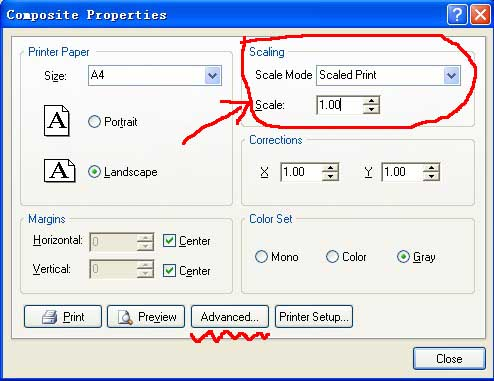 Composite Properties
Printer Paper
Size: A4
A Portrait
A Landscape
Scaling
Scale Mode Scaled Print
Scale: 1.00
Corrections
X 1.00 Y 1.00
Margins
Horizontal: 0 Center
Vertical: 0 Center
Color Set
Mono Color Gray
Print Preview Advanced... Printer Setup...
Close